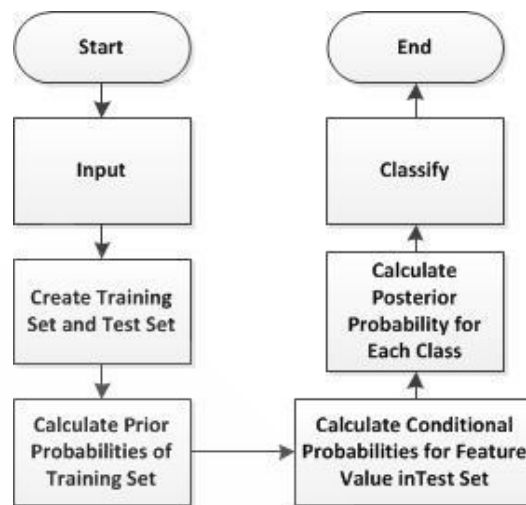 Start
Input
Create Training
Set and Test Set
Calculate Prior
Probabilities of
Training Set
Calculate Conditional
Probabilities for Feature
Value inTest Set
Calculate
Posterior
Probability for
Each Class
Classify
End